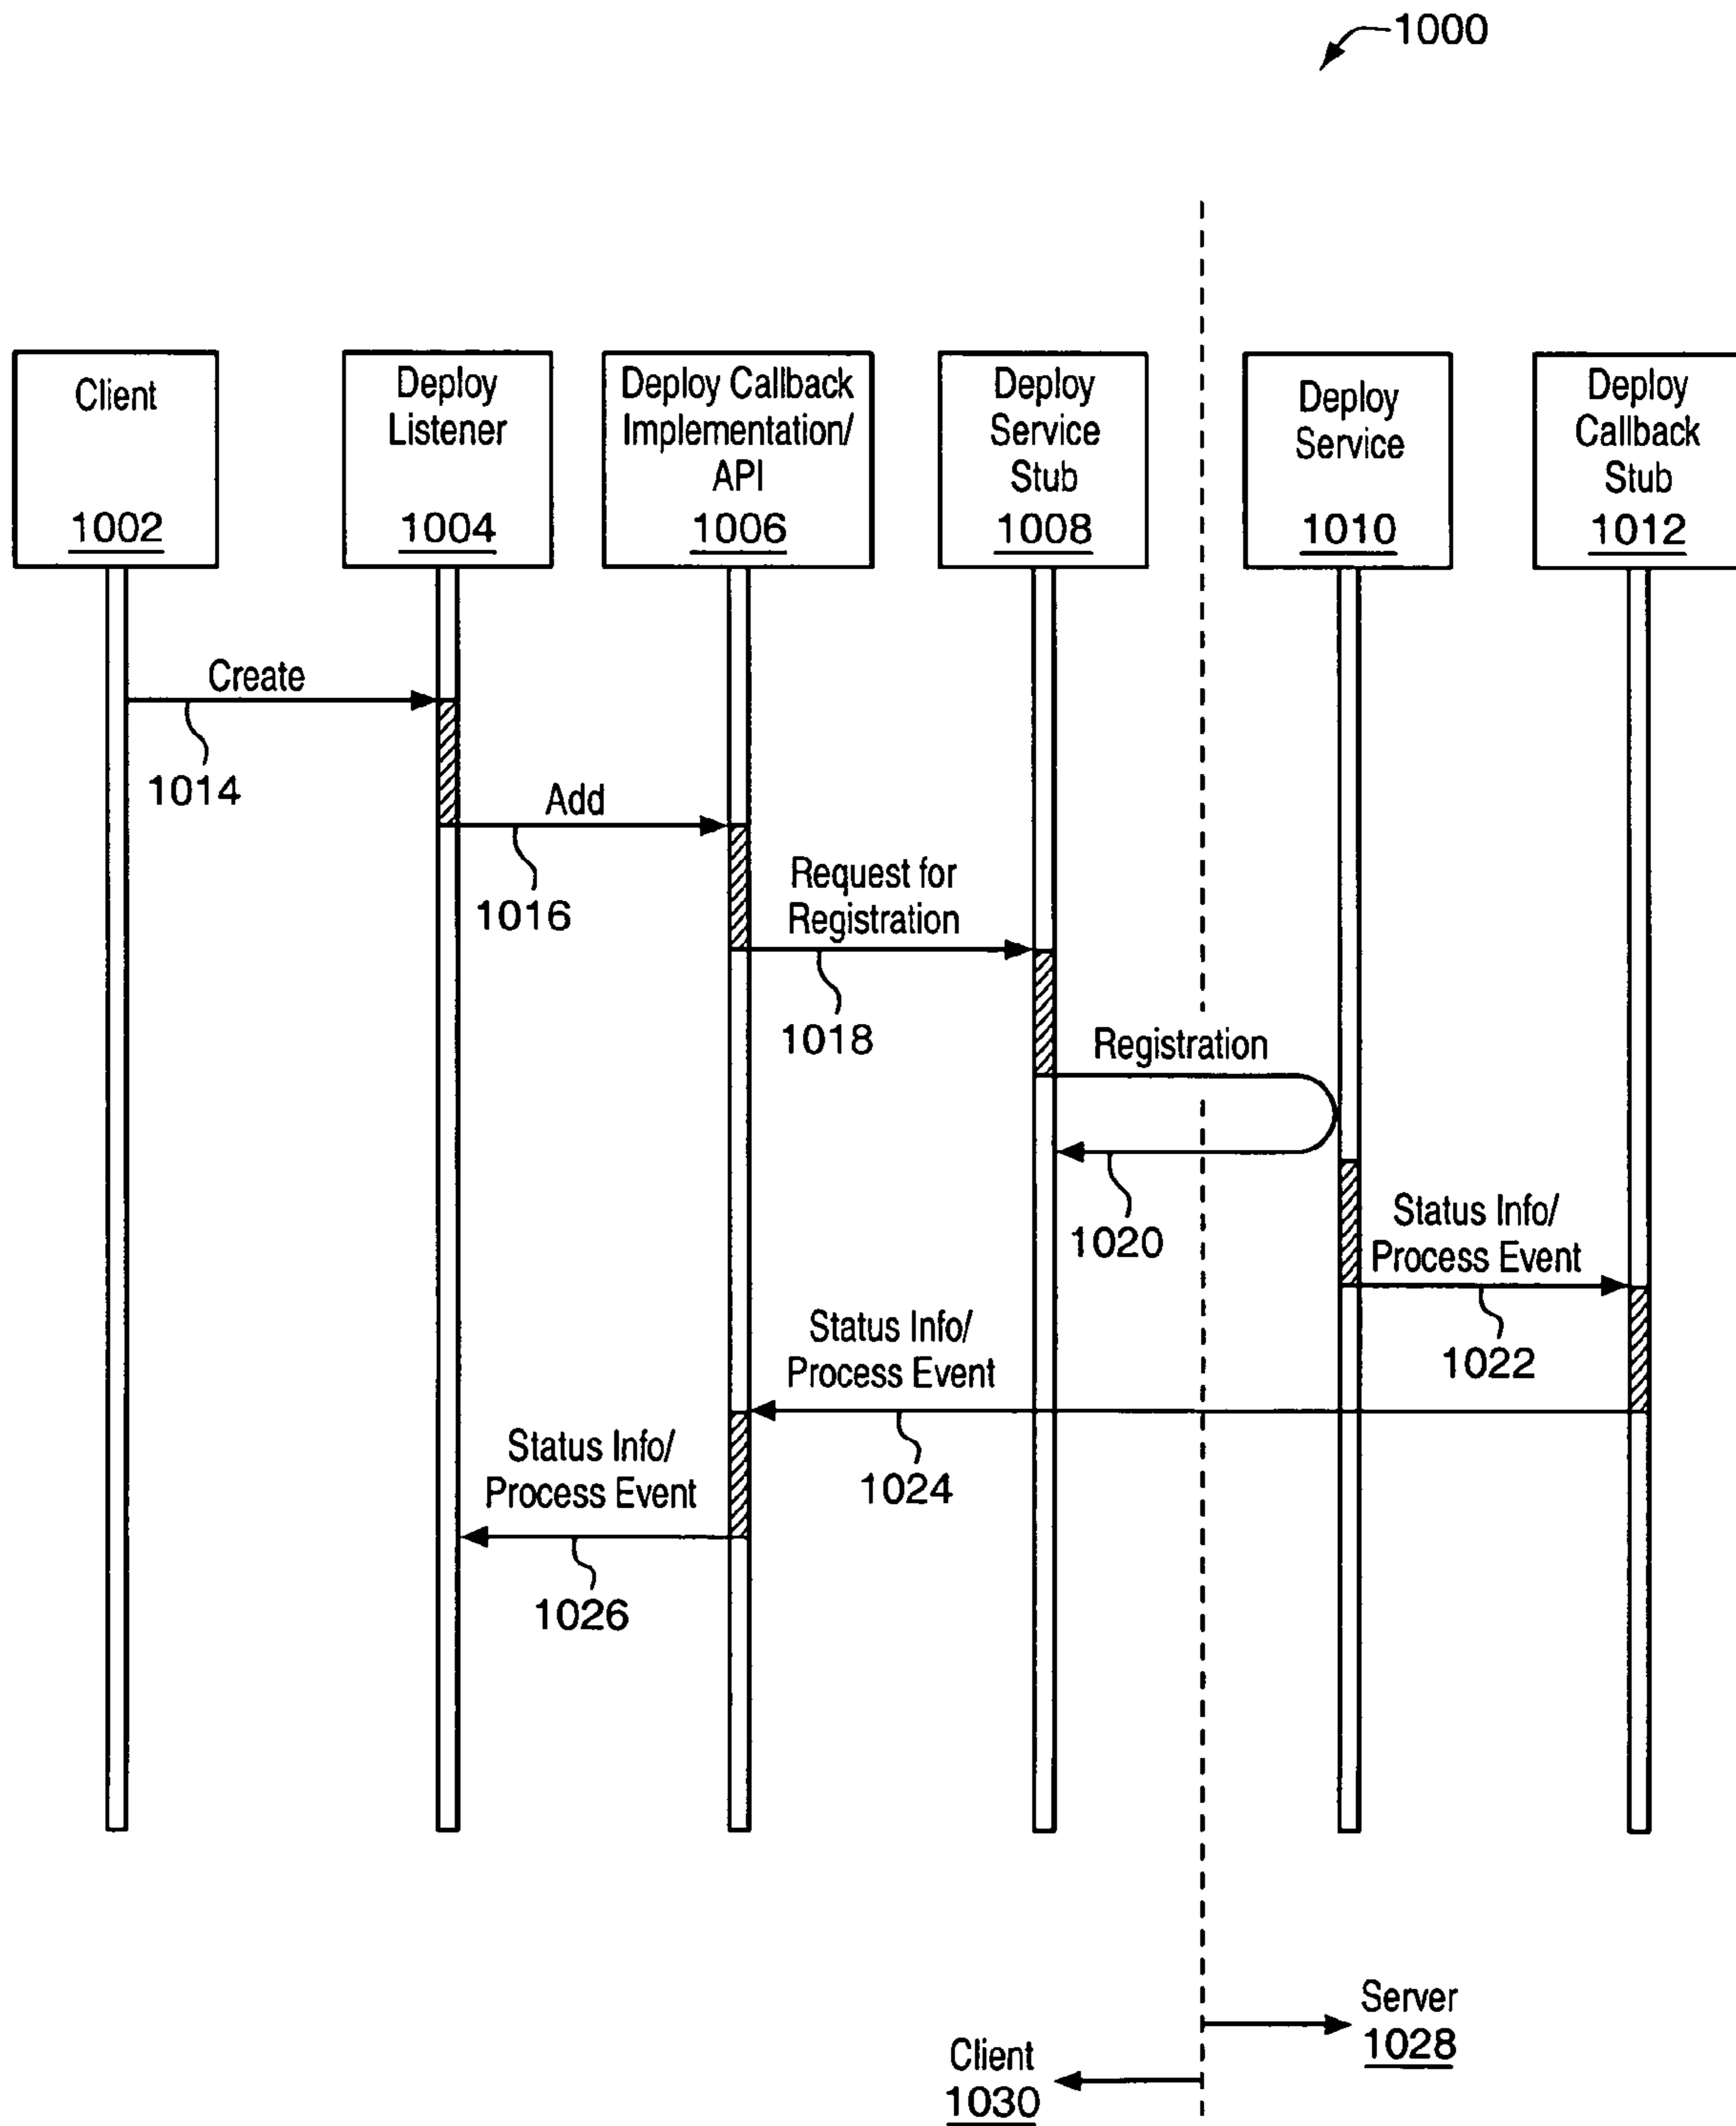 1000
Client
1002
Deploy
Listener
1004
Deploy Callback
Implementation/
API
1006
Deploy
Service
Stub
1008
Deploy
Service
1010
Deploy
Callback
Stub
1012
Create
1014
Add
1016
Request for
Registration
1018
Registration
1020
Status Info/
Process Event
1022
Status Info/
Process Event
1024
Status Info/
Process Event
1026
Server
1028
Client
1030